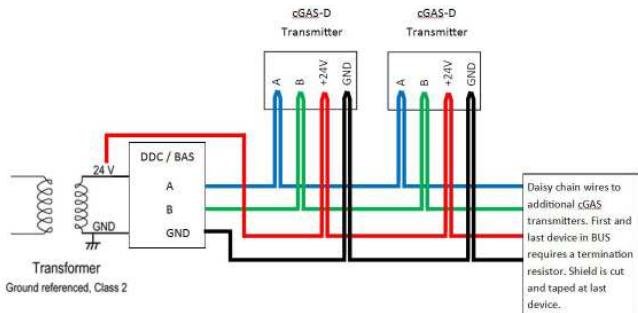 cGAS-D
Transmitter
cGAS-D
Transmitter
A
B
+24V
GND
A
B
+24V
GND
24 V
DDC / BAS
A
B
GND
GND
Transformer
Ground referenced, Class 2
Daisy chain wires to
additional cGAS
transmitters. First and
last device in BUS
requires a termination
resistor. Shield is cut
and taped at last
device.